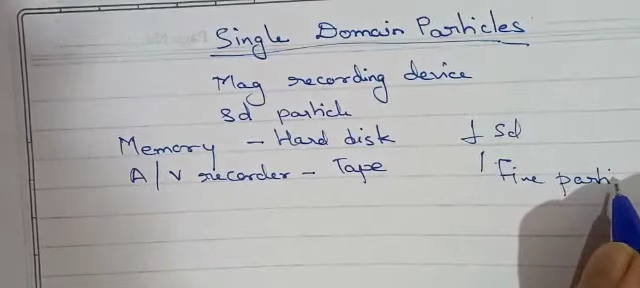 Single Domain Particles
Mag recording device
sd particle
Memory – Hard disk
A/V recorder – Tape
sd
Fine parti